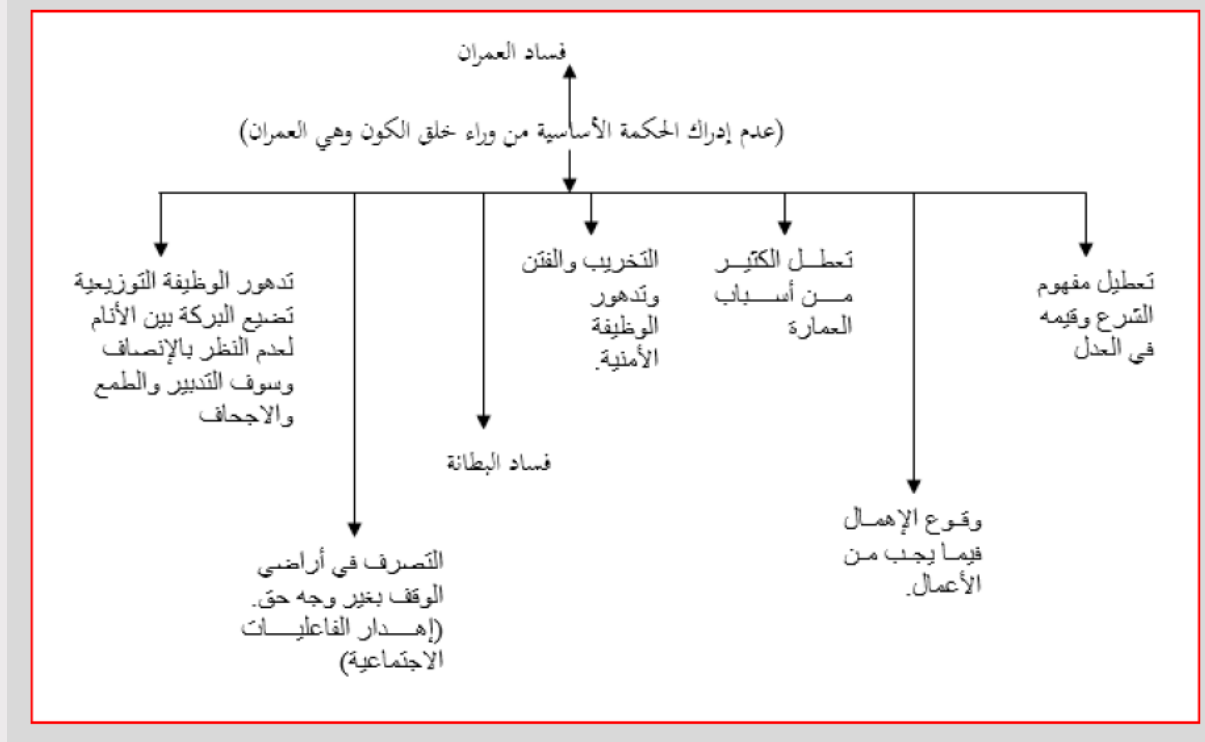 فساد العمران
(عدم إدراك الحكمة الأساسية من وراء خلق الكون وهي العمران)
تعطيل مفهوم
الشرع وقيمه
في العدل
وقوع الإهمال
فيما يجب من
الأعمال.
تعطل الكثير
من أسباب
العمارة
التخريب والفتن
وتدهور
الوظيفة
الأمنية.
فساد البطانة
التصرف في أراضي
الوقف بغير وجه حق.
(إهدار الفاعليات
الاجتماعية)
تدهور الوظيفة التوزيعية
تضيع البركة بين الأنام
لعدم النظر بالإنصاف
وسوف التدبير والطمع
والاجحاف